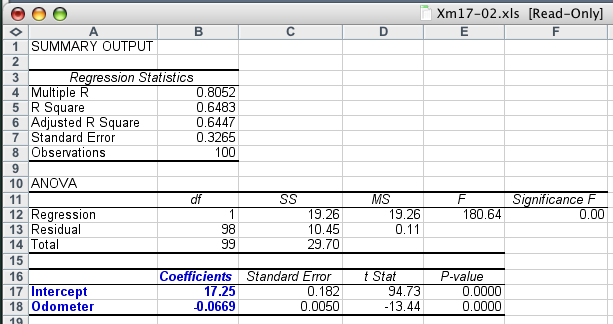 Xm17-02.xls [Read-Only]
A B C D E F
1 SUMMARY OUTPUT
2
3 Regression Statistics
4 Multiple R 0.8052
5 R Square 0.6483
6 Adjusted R Square 0.6447
7 Standard Error 0.3265
8 Observations 100
9
10 ANOVA
11 df SS MS F Significance F
12 Regression 1 19.26 19.26 180.64 0.00
13 Residual 98 10.45 0.11
14 Total 99 29.70
15
16 Coefficients Standard Error t Stat P-value
17 Intercept 17.25 0.182 94.73 0.0000
18 Odometer -0.0669 0.0050 -13.44 0.0000
19